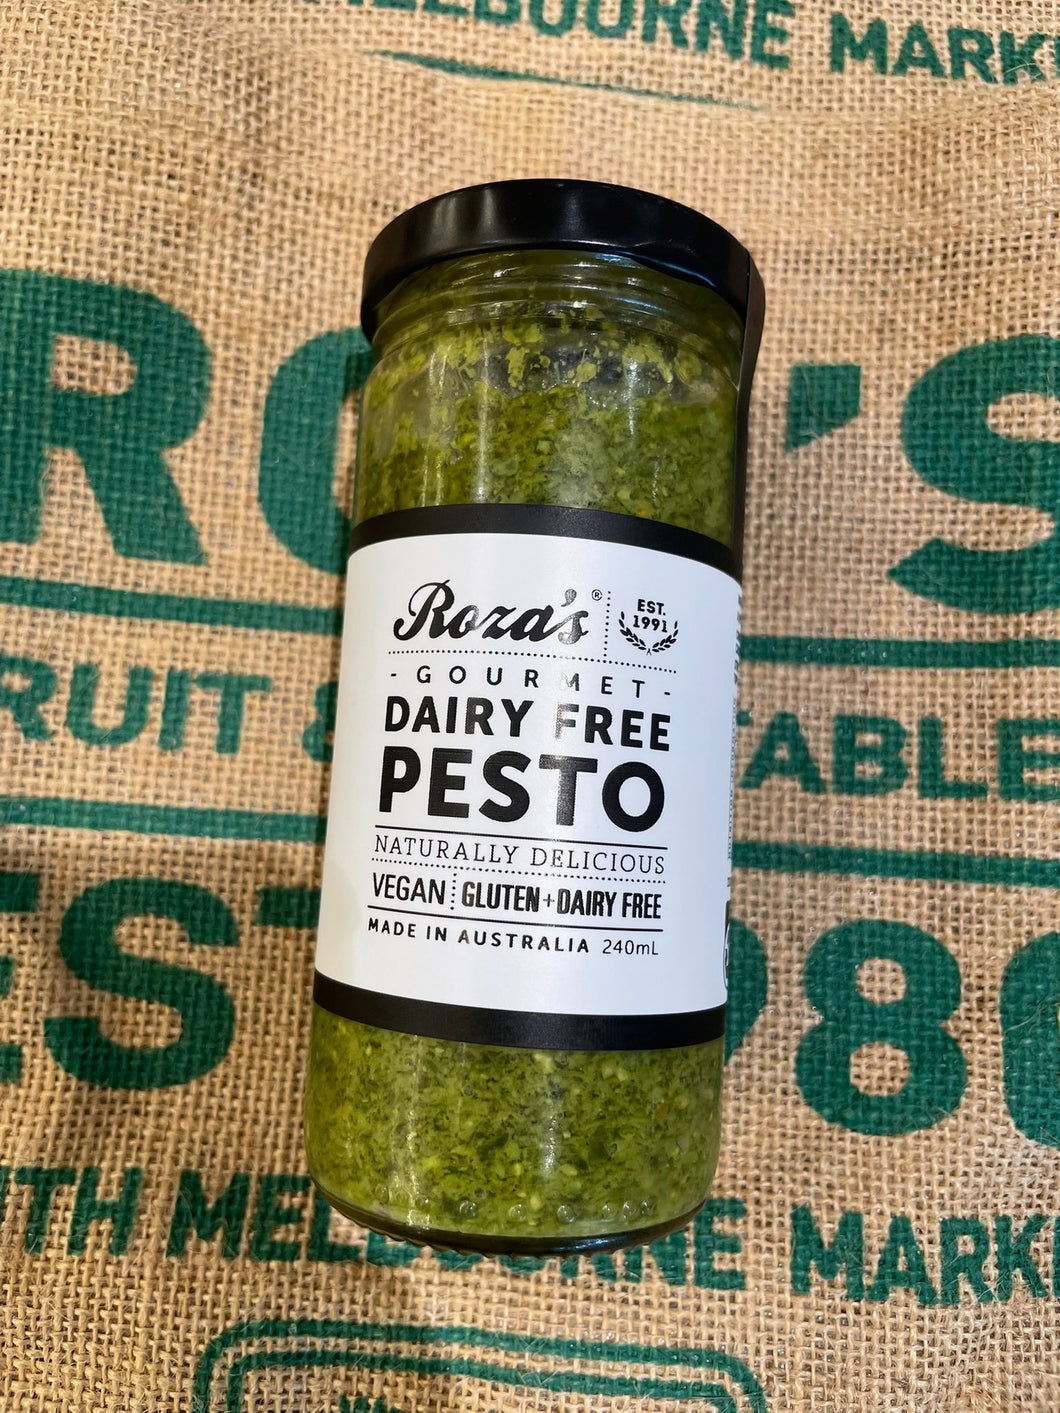 MELBOURNE MARK
RO 'S
RUIT & TABLE
EST 98
TH MELBOURNE MARK
Roza's®
EST.
1991
- GOURMET -
DAIRY FREE
PESTO
NATURALLY DELICIOUS
VEGAN GLUTEN + DAIRY FREE
MADE IN AUSTRALIA 240mL